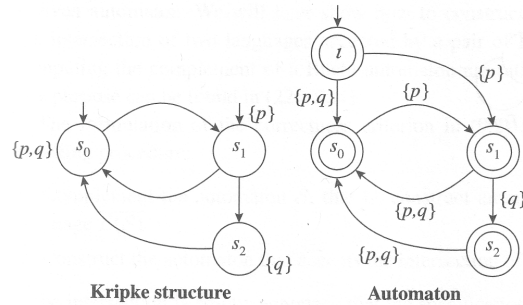 ι
{p}
{p,q}
{p}
{p}
{p,q} s0
s1
s0
s1
{p,q}
{q}
s2
{q}
{p,q}
s2
Kripke structure Automaton